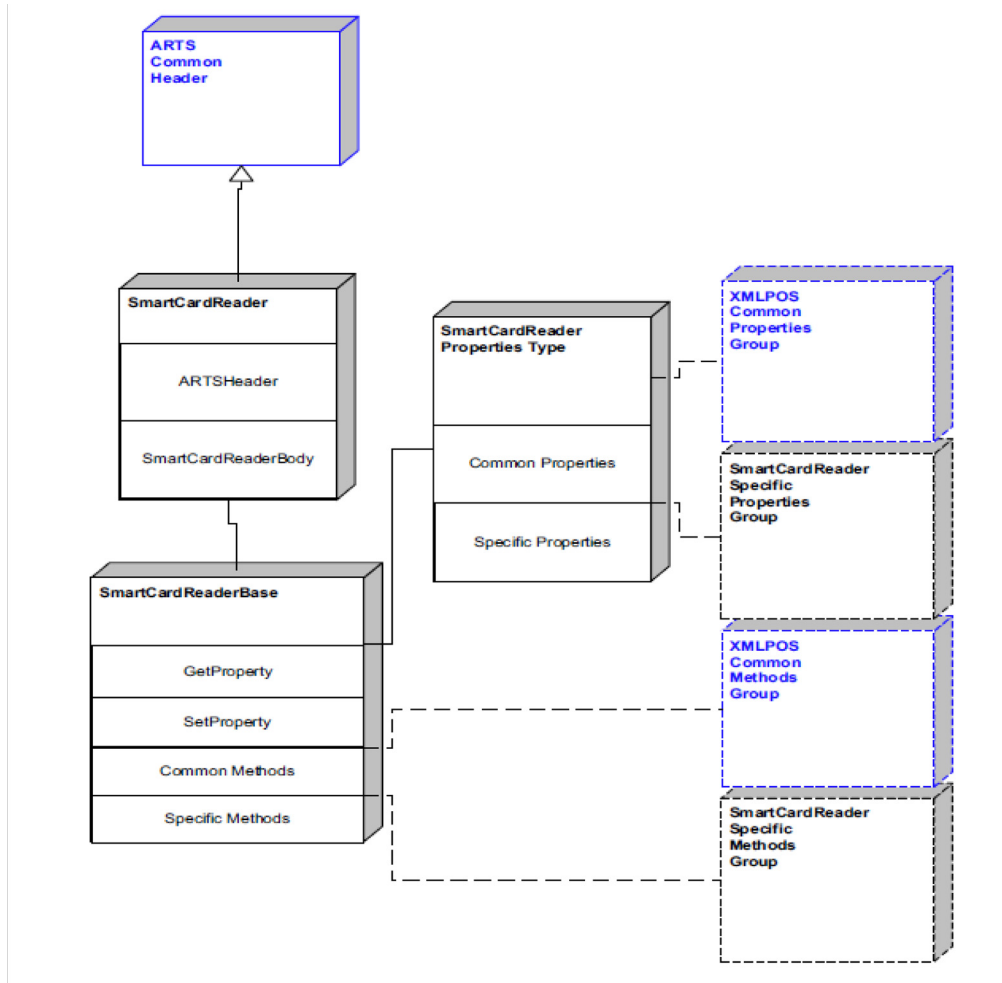 ARTS
Common
Header
SmartCardReader
ARTSHeader
SmartCardReaderBody
SmartCardReaderBase
GetProperty
SetProperty
Common Methods
Specific Methods
SmartCardReader
Properties Type
Common Properties
Specific Properties
XMLPOS
Common
Properties
Group
SmartCardReader
Specific
Properties
Group
XMLPOS
Common
Methods
Group
SmartCardReader
Specific
Methods
Group